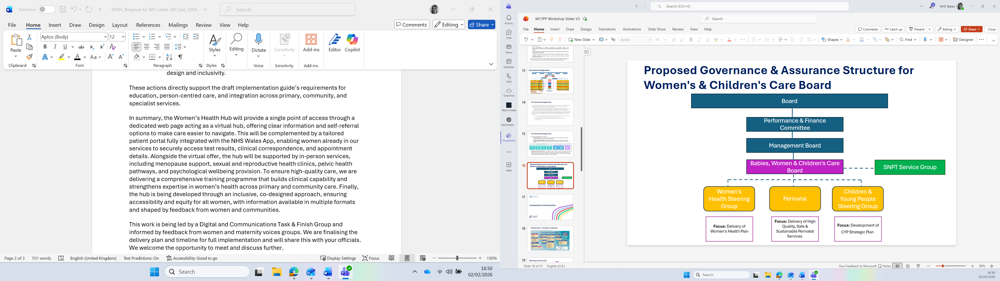 AutoSave
WHH_Respnse to WG Letter 4th Dec_DRA...
Search
File Home Insert Draw Design Layout References Mailings Review View Help
Comments Editing Share
Aptos (Body) 12
Paste Styles Editing Dictate Sensitivity Add-ins Editor Copilot
Clipboard Font Paragraph Styles Voice Sensitivity Add-ins
design and inclusivity.
These actions directly support the draft implementation guide's requirements for
education, person-centred care, and integration across primary, community, and
specialist services.
In summary, the Women's Health Hub will provide a single point of access through a
dedicated web page acting as a virtual hub, offering clear information and self-referral
options to make care easier to navigate. This will be complemented by a tailored
patient portal fully integrated with the NHS Wales App, enabling women already in our
services to securely access test results, clinical correspondence, and appointment
details. Alongside the virtual offer, the hub will be supported by in-person services,
including menopause support, sexual and reproductive health clinics, pelvic health
pathways, and psychological wellbeing provision. To ensure high-quality care, we are
delivering a comprehensive training programme that builds clinical capability and
strengthens expertise in women's health across primary and community care. Finally,
the hub is being developed through an inclusive, co-designed approach, ensuring
accessibility and equity for all women, with information available in multiple formats
and shaped by feedback from women and communities.
This work is being led by a Digital and Communications Task & Finish Group and
informed by feedback from women and maternity voices groups. We are finalising the
delivery plan and timeline for full implementation and will share this with your officials.
We welcome the opportunity to meet and discuss further.
Page 2 of 3 701 words English (United Kingdom) Text Predictions: On Accessibility: Good to go Display Settings Focus 100%
Search
16:50
02/02/2026
Search (Ctrl+E)
2
NHS Wales
Activity
Chat
Teams
Calendar
Calls
OneDrive
Teams Create
MyComplia...
PowerPoint
Apps
WCYPP Workshop Slides V3
Search
File Home Insert Draw Design Transitions Animations Slide Show Review View Help
Comments Catch up Present Editing Share Close
New Slide Aptos 18 Shapes Find Designer
13
Governance Arrangements
14
The Clinical Strategic Plan
15
The Clinical Strategic Plan
16
Proposed Governance & Assurance Structure for
Women's & Children's Care Board
17
Collaboration & Partnerships
18
Partnerships - Complex Landscape
19
Working in Partnership
Proposed Governance & Assurance Structure for
Women's & Children's Care Board
Board
Performance & Finance
Committee
Management Board
Babies, Women & Children's Care
Board
SNPT Service Group
Women's
Health Steering
Group
Perinatal
Children &
Young People
Steering Group
Focus: Delivery of
Women's Health Plan
Focus: Delivery of High
Quality, Safe &
Sustainable Perinatal
Services
Focus: Development of
CYP Strategic Plan
Slide 16 of 31 English (U.K.)
Give Feedback to Microsoft Notes 99%
Search
16:50
02/02/2026